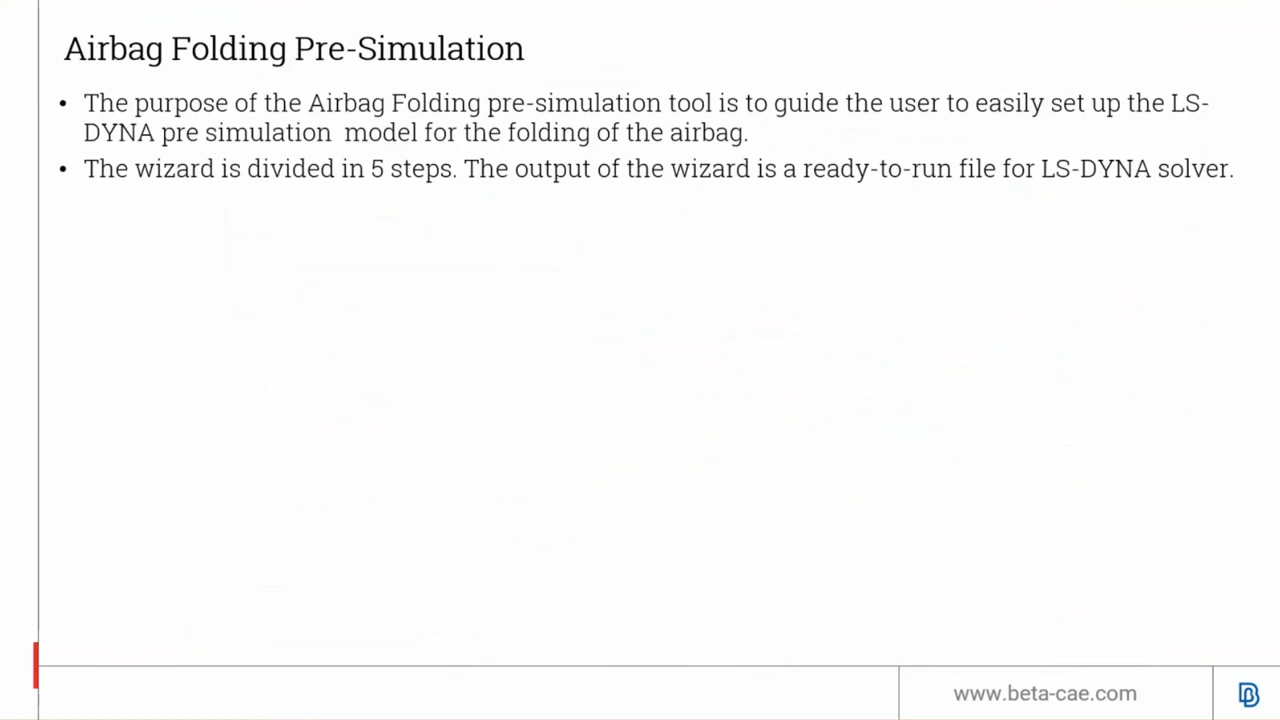 Airbag Folding Pre-Simulation
• The purpose of the Airbag Folding pre-simulation tool is to guide the user to easily set up the LS-
DYNA pre simulation model for the folding of the airbag.
• The wizard is divided in 5 steps. The output of the wizard is a ready-to-run file for LS-DYNA solver.
www.beta-cae.com